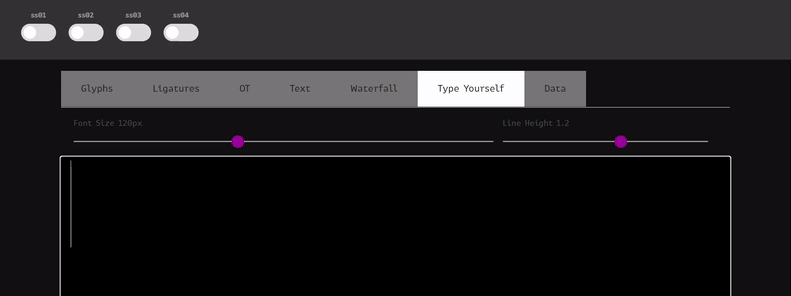 ss01 ss02 ss03 ss04
Glyphs Ligatures OT Text Waterfall Type Yourself Data
Font Size 120px Line Height 1.2